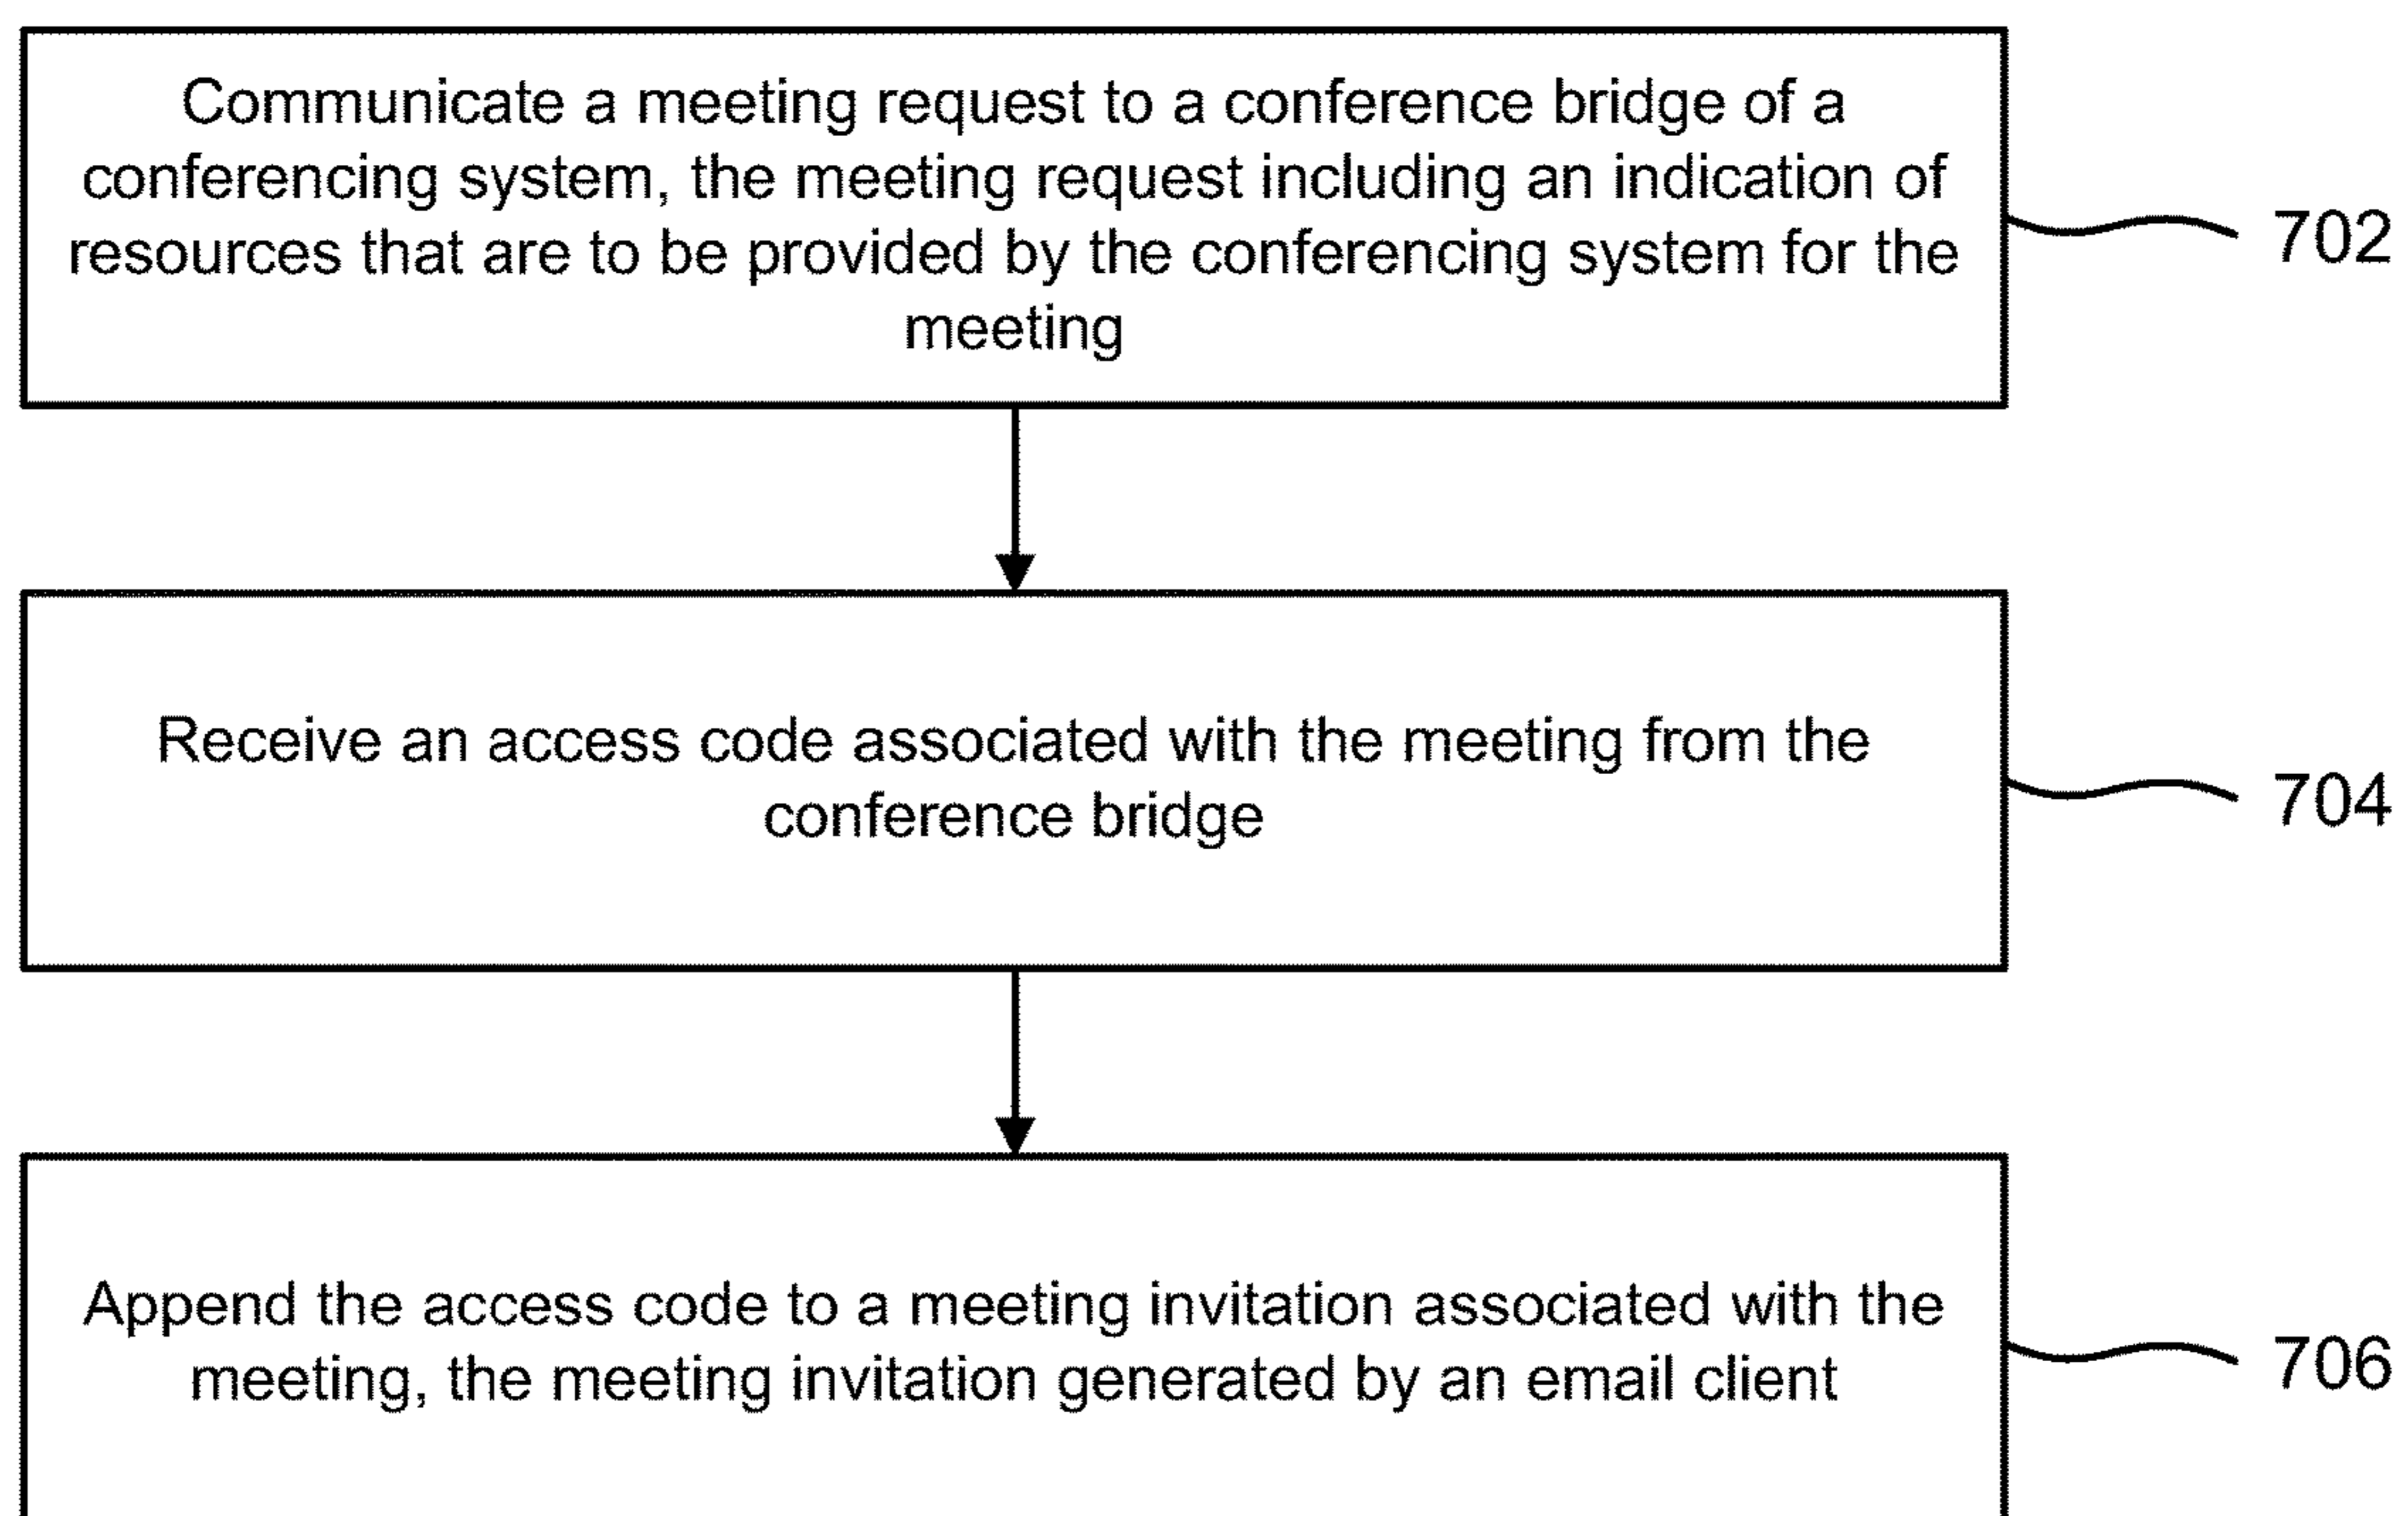 Communicate a meeting request to a conference bridge of a
conferencing system, the meeting request including an indication of
resources that are to be provided by the conferencing system for the
meeting
702
Receive an access code associated with the meeting from the
conference bridge
704
Append the access code to a meeting invitation associated with the
meeting, the meeting invitation generated by an email client
706